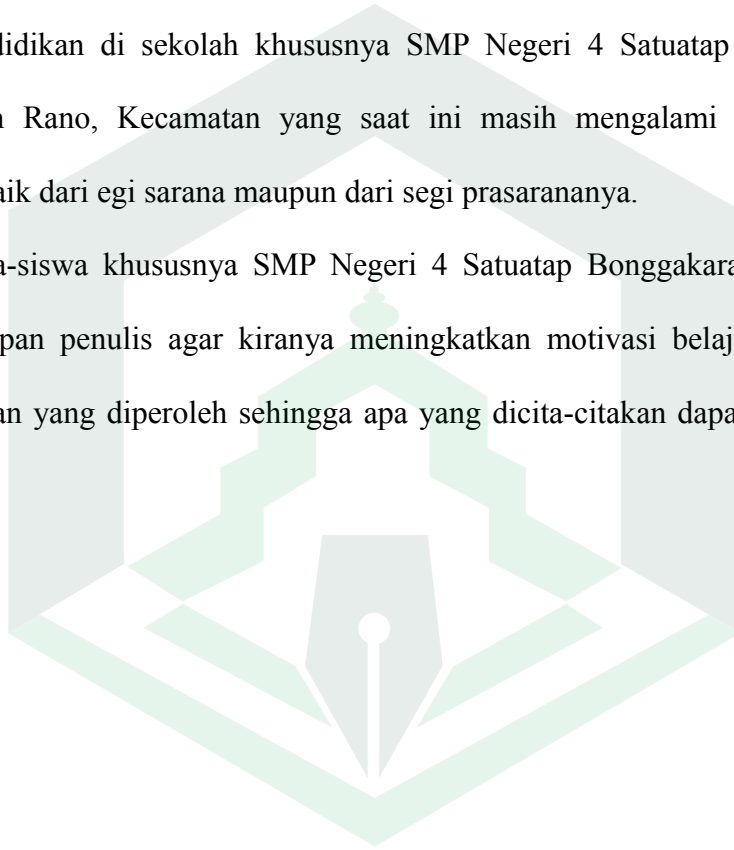 didikan di sekolah khususnya SMP Negeri 4 Satuatap
Rano, Kecamatan yang saat ini masih mengalami
aik dari egi sarana maupun dari segi prasarananya.
a-siswa khususnya SMP Negeri 4 Satuatap Bonggakara
pan penulis agar kiranya meningkatkan motivasi belaj
an yang diperoleh sehingga apa yang dicita-citakan dapa